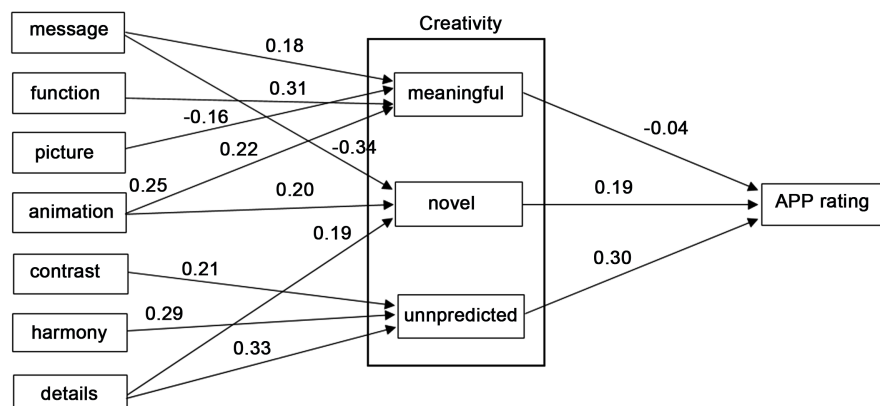 Creativity
message
0.18
function
0.31
meaningful
-0.16
-0.04
picture
0.22
-0.34
0.25
animation
0.20
novel
0.19
APP rating
0.19
contrast
0.21
0.30
harmony
0.29
unnpredicted
0.33
details